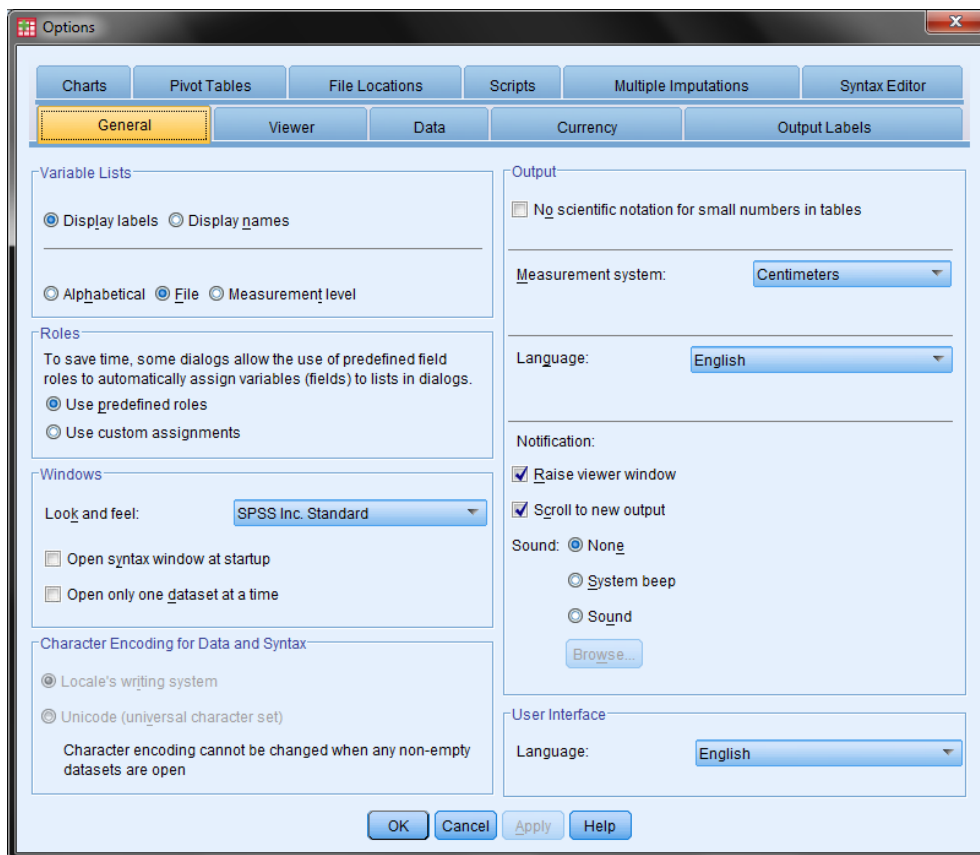 Options
Charts
Pivot Tables
File Locations
Scripts
Multiple Imputations
Syntax Editor
General
Viewer
Data
Currency
Output Labels
Variable Lists
Display labels
Display names
Alphabetical
File
Measurement level
Roles
To save time, some dialogs allow the use of predefined field
roles to automatically assign variables (fields) to lists in dialogs.
Use predefined roles
Use custom assignments
Windows
Look and feel:
SPSS Inc. Standard
Open syntax window at startup
Open only one dataset at a time
Character Encoding for Data and Syntax
Locale's writing system
Unicode (universal character set)
Character encoding cannot be changed when any non-empty
datasets are open
Output
No scientific notation for small numbers in tables
Measurement system:
Centimeters
Language:
English
Notification:
Raise viewer window
Scroll to new output
Sound:
None
System beep
Sound
Browse...
User Interface
Language:
English
OK
Cancel
Apply
Help